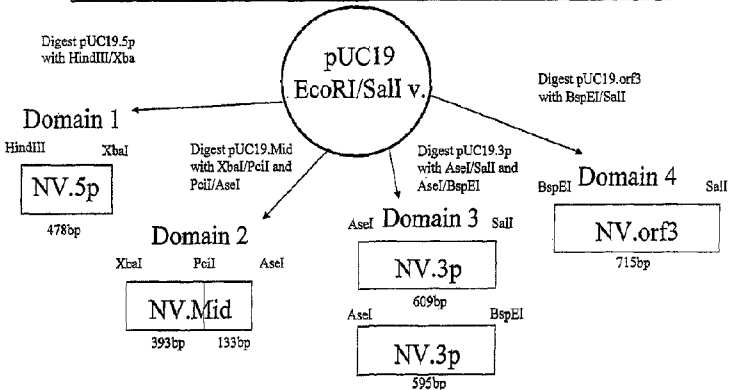 pUC19
EcoRI/SalI v.
Digest pUC19.5p
with HindIII/Xba
Domain 1
HindIII XbaI
NV.5p
478bp
Digest pUC19.Mid
with XbaI/PciI and
PciI/AseI
Domain 2
XbaI PciI AseI
NV.Mid
393bp 133bp
Digest pUC19.3p
with AseI/SalI and
AseI/BspEI
AseI Domain 3 SalI
NV.3p
609bp
AseI BspEI
NV.3p
595bp
Digest pUC19.orf3
with BspEI/SalI
BspEI Domain 4 SalI
NV.orf3
715bp